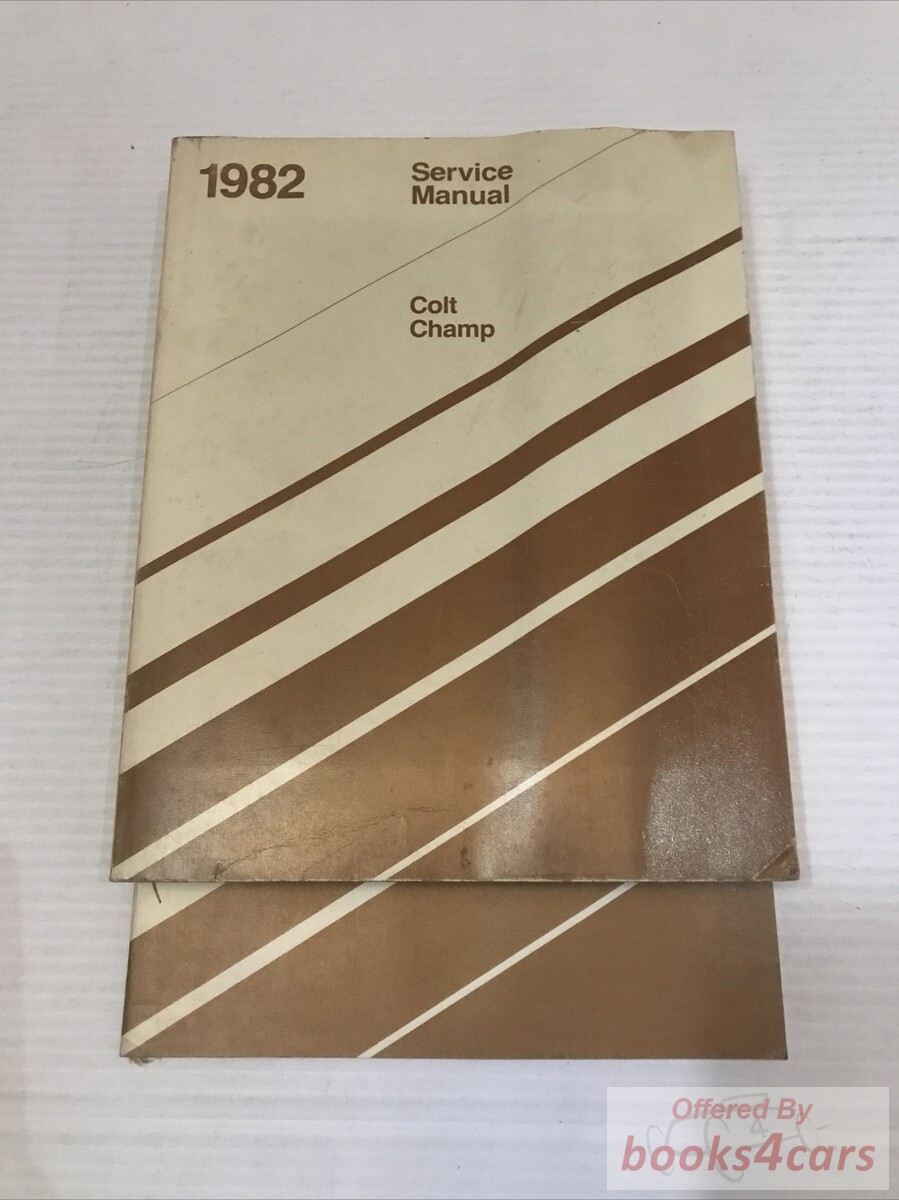 1982
Service
Manual
Colt
Champ
Offered By
books4cars